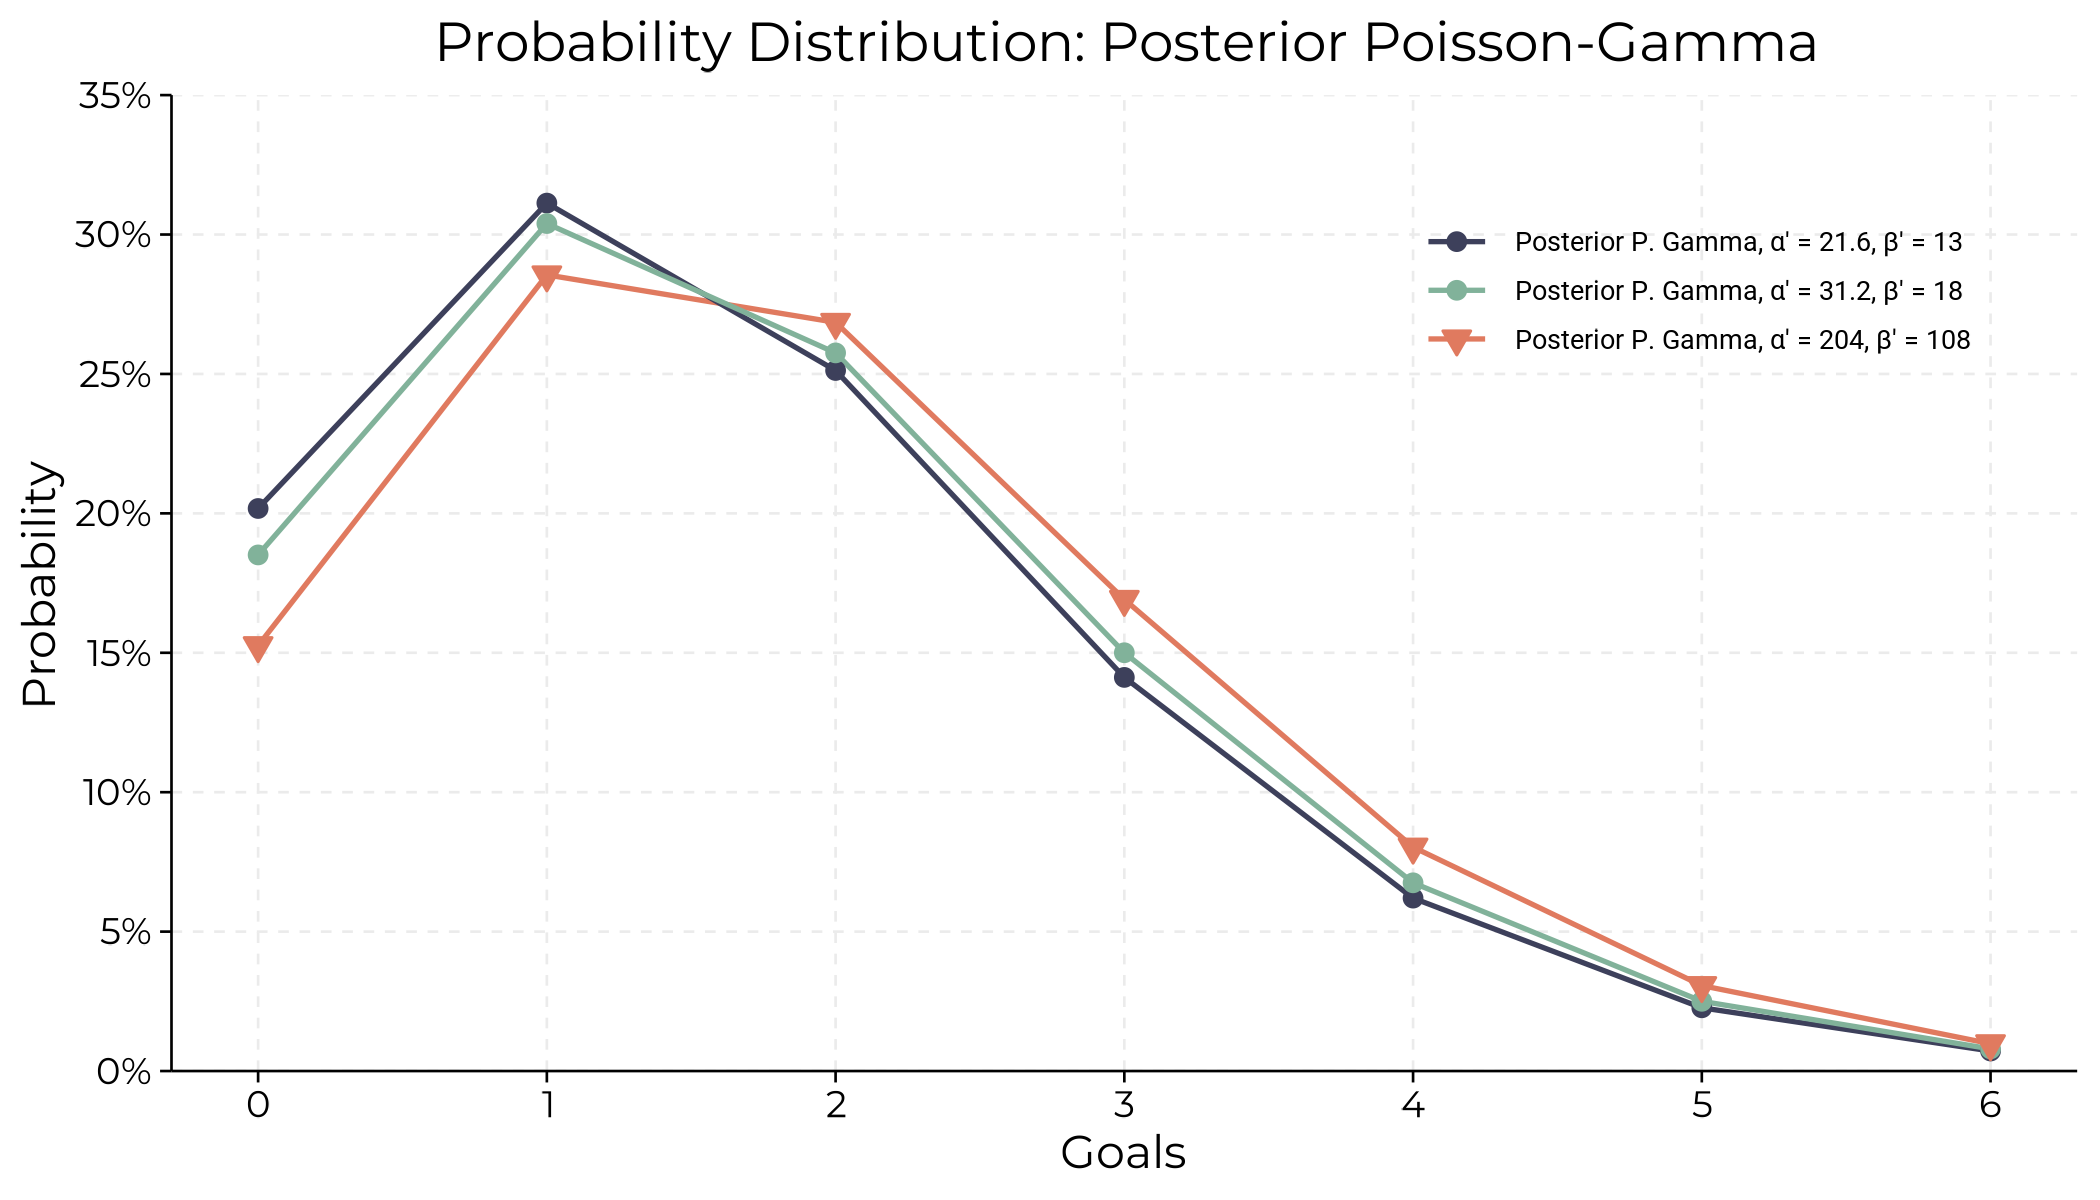 Probability Distribution: Posterior Poisson-Gamma
35%
30%
25%
20%
15%
10%
5%
0%
Probability
Posterior P. Gamma, α' = 21.6, β' = 13
Posterior P. Gamma, α' = 31.2, β' = 18
Posterior P. Gamma, α' = 204, β' = 108
0 1 2 3 4 5 6
Goals